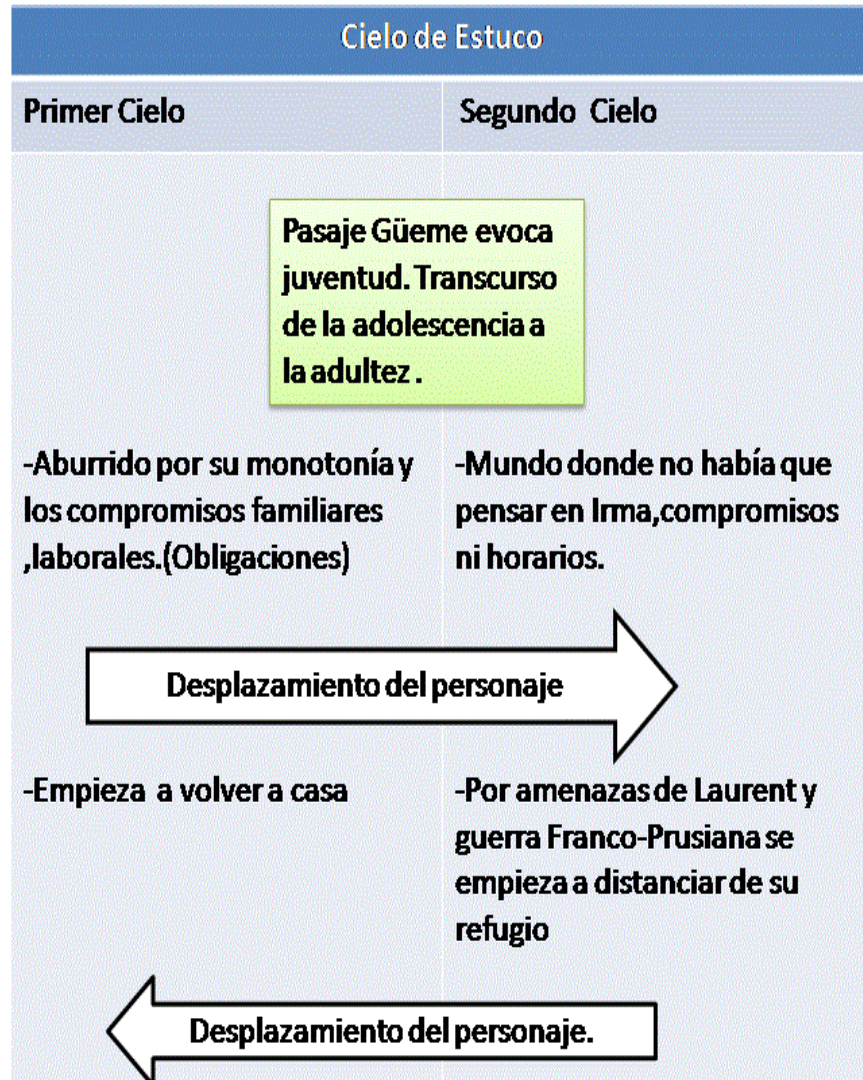 Cielo de Estuco
Primer Cielo
Segundo Cielo
Pasaje Güeme evoca
juventud. Transcurso
de la adolescencia a
la adultez .
-Aburrido por su monotonía y
los compromisos familiares
,laborales.(Obligaciones)
-Mundo donde no había que
pensar en Irma,compromisos
ni horarios.
Desplazamiento del personaje
-Empieza a volver a casa
-Por amenazas de Laurent y
guerra Franco-Prusiana se
empieza a distanciar de su
refugio
Desplazamiento del personaje.